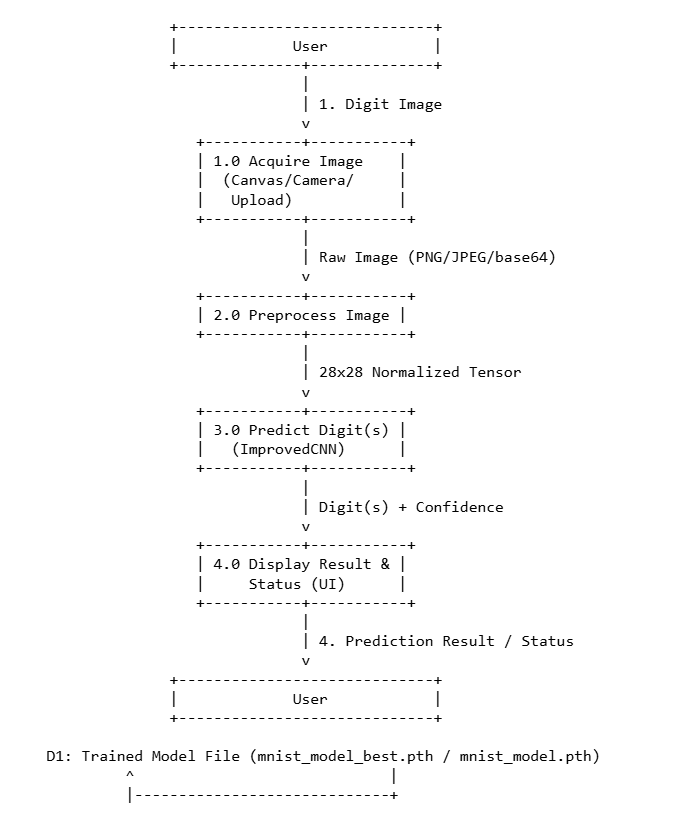 User
1. Digit Image
1.0 Acquire Image
(Canvas/Camera/
Upload)
Raw Image (PNG/JPEG/base64)
2.0 Preprocess Image
28x28 Normalized Tensor
3.0 Predict Digit(s)
(ImprovedCNN)
Digit(s) + Confidence
4.0 Display Result &
Status (UI)
4. Prediction Result / Status
User
D1: Trained Model File (mnist_model_best.pth / mnist_model.pth)